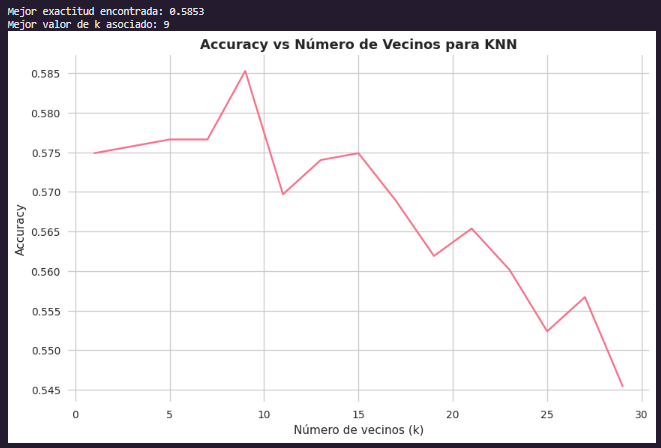 Mejor exactitud encontrada: 0.5853
Mejor valor de k asociado: 9
Accuracy vs Número de Vecinos para KNN
0.585
0.580
0.575
0.570
0.565
0.560
0.555
0.550
0.545
Accuracy
0 5 10 15 20 25 30
Número de vecinos (k)